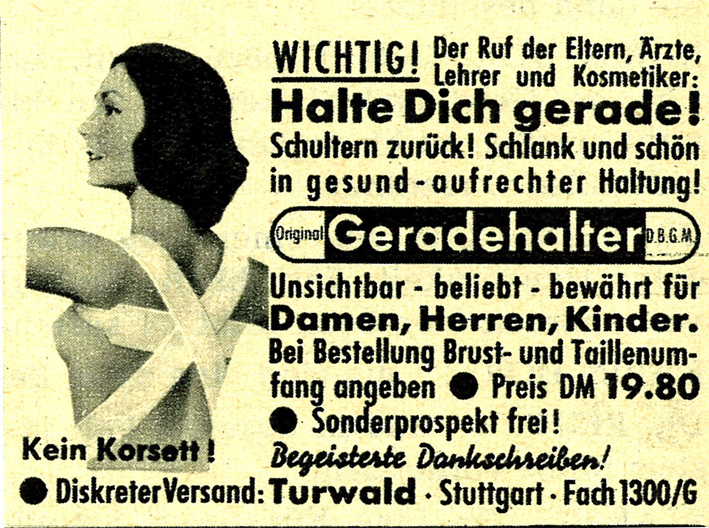 WICHTIG! Der Ruf der Eltern, Ärzte,
Lehrer und Kosmetiker:
Halte Dich gerade!
Schultern zurück! Schlank und schön
in gesund-aufrechter Haltung!
Original Geradehalter D.B.G.M.
Unsichtbar - beliebt - bewährt für
Damen, Herren, Kinder.
Bei Bestellung Brust- und Taillenum-
fang angeben ● Preis DM 19.80
● Sonderprospekt frei!
Kein Korsett!
Begeisterte Dankschreiben!
● Diskreter Versand: Turwald · Stuttgart · Fach 1300/G